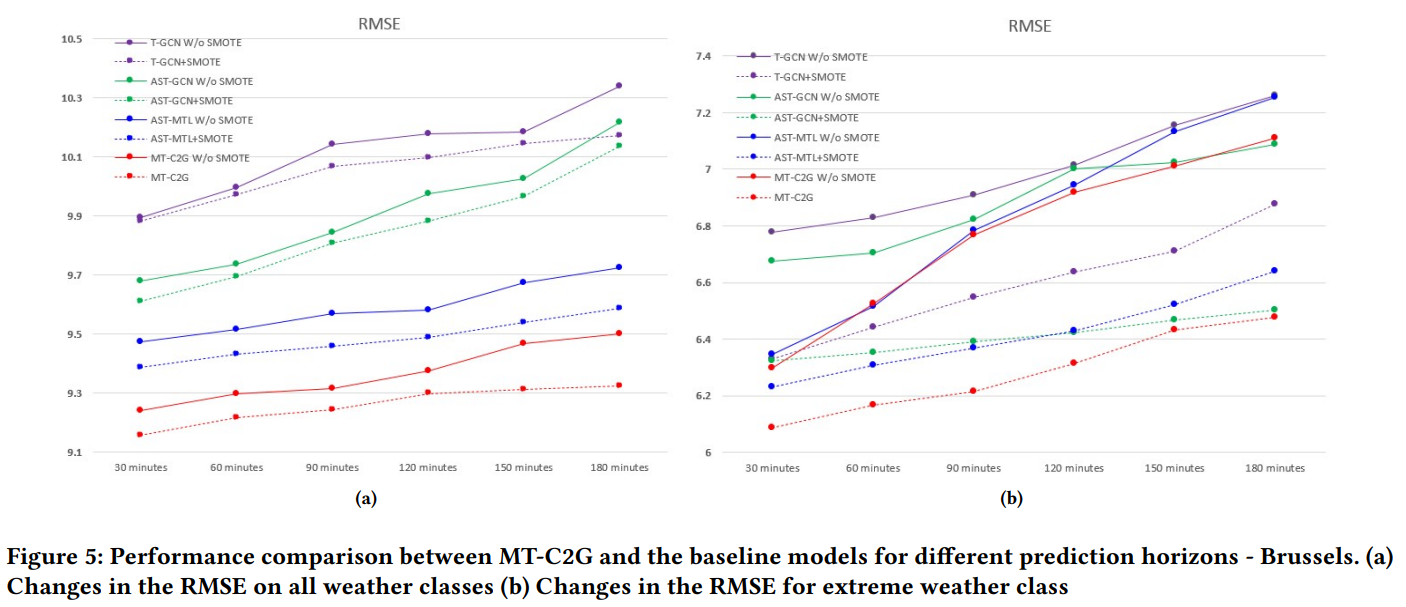 RMSE
10.5
10.3
10.1
9.9
9.7
9.5
9.3
9.1
T-GCN W/o SMOTE
T-GCN+SMOTE
AST-GCN W/o SMOTE
AST-GCN+SMOTE
AST-MTL W/o SMOTE
AST-MTL+SMOTE
MT-C2G W/o SMOTE
MT-C2G
30 minutes 60 minutes 90 minutes 120 minutes 150 minutes 180 minutes
(a)
RMSE
7.4
7.2
7
6.8
6.6
6.4
6.2
6
T-GCN W/o SMOTE
T-GCN+SMOTE
AST-GCN W/o SMOTE
AST-GCN+SMOTE
AST-MTL W/o SMOTE
AST-MTL+SMOTE
MT-C2G W/o SMOTE
MT-C2G
30 minutes 60 minutes 90 minutes 120 minutes 150 minutes 180 minutes
(b)
Figure 5: Performance comparison between MT-C2G and the baseline models for different prediction horizons - Brussels. (a)
Changes in the RMSE on all weather classes (b) Changes in the RMSE for extreme weather class